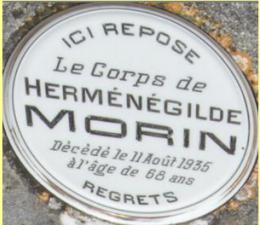 ICI REPOSE
Le Corps de
HERMÉNÉGILDE
MORIN
Décédé le 11 Août 1935
à l'âge de 68 ans
REGRETS